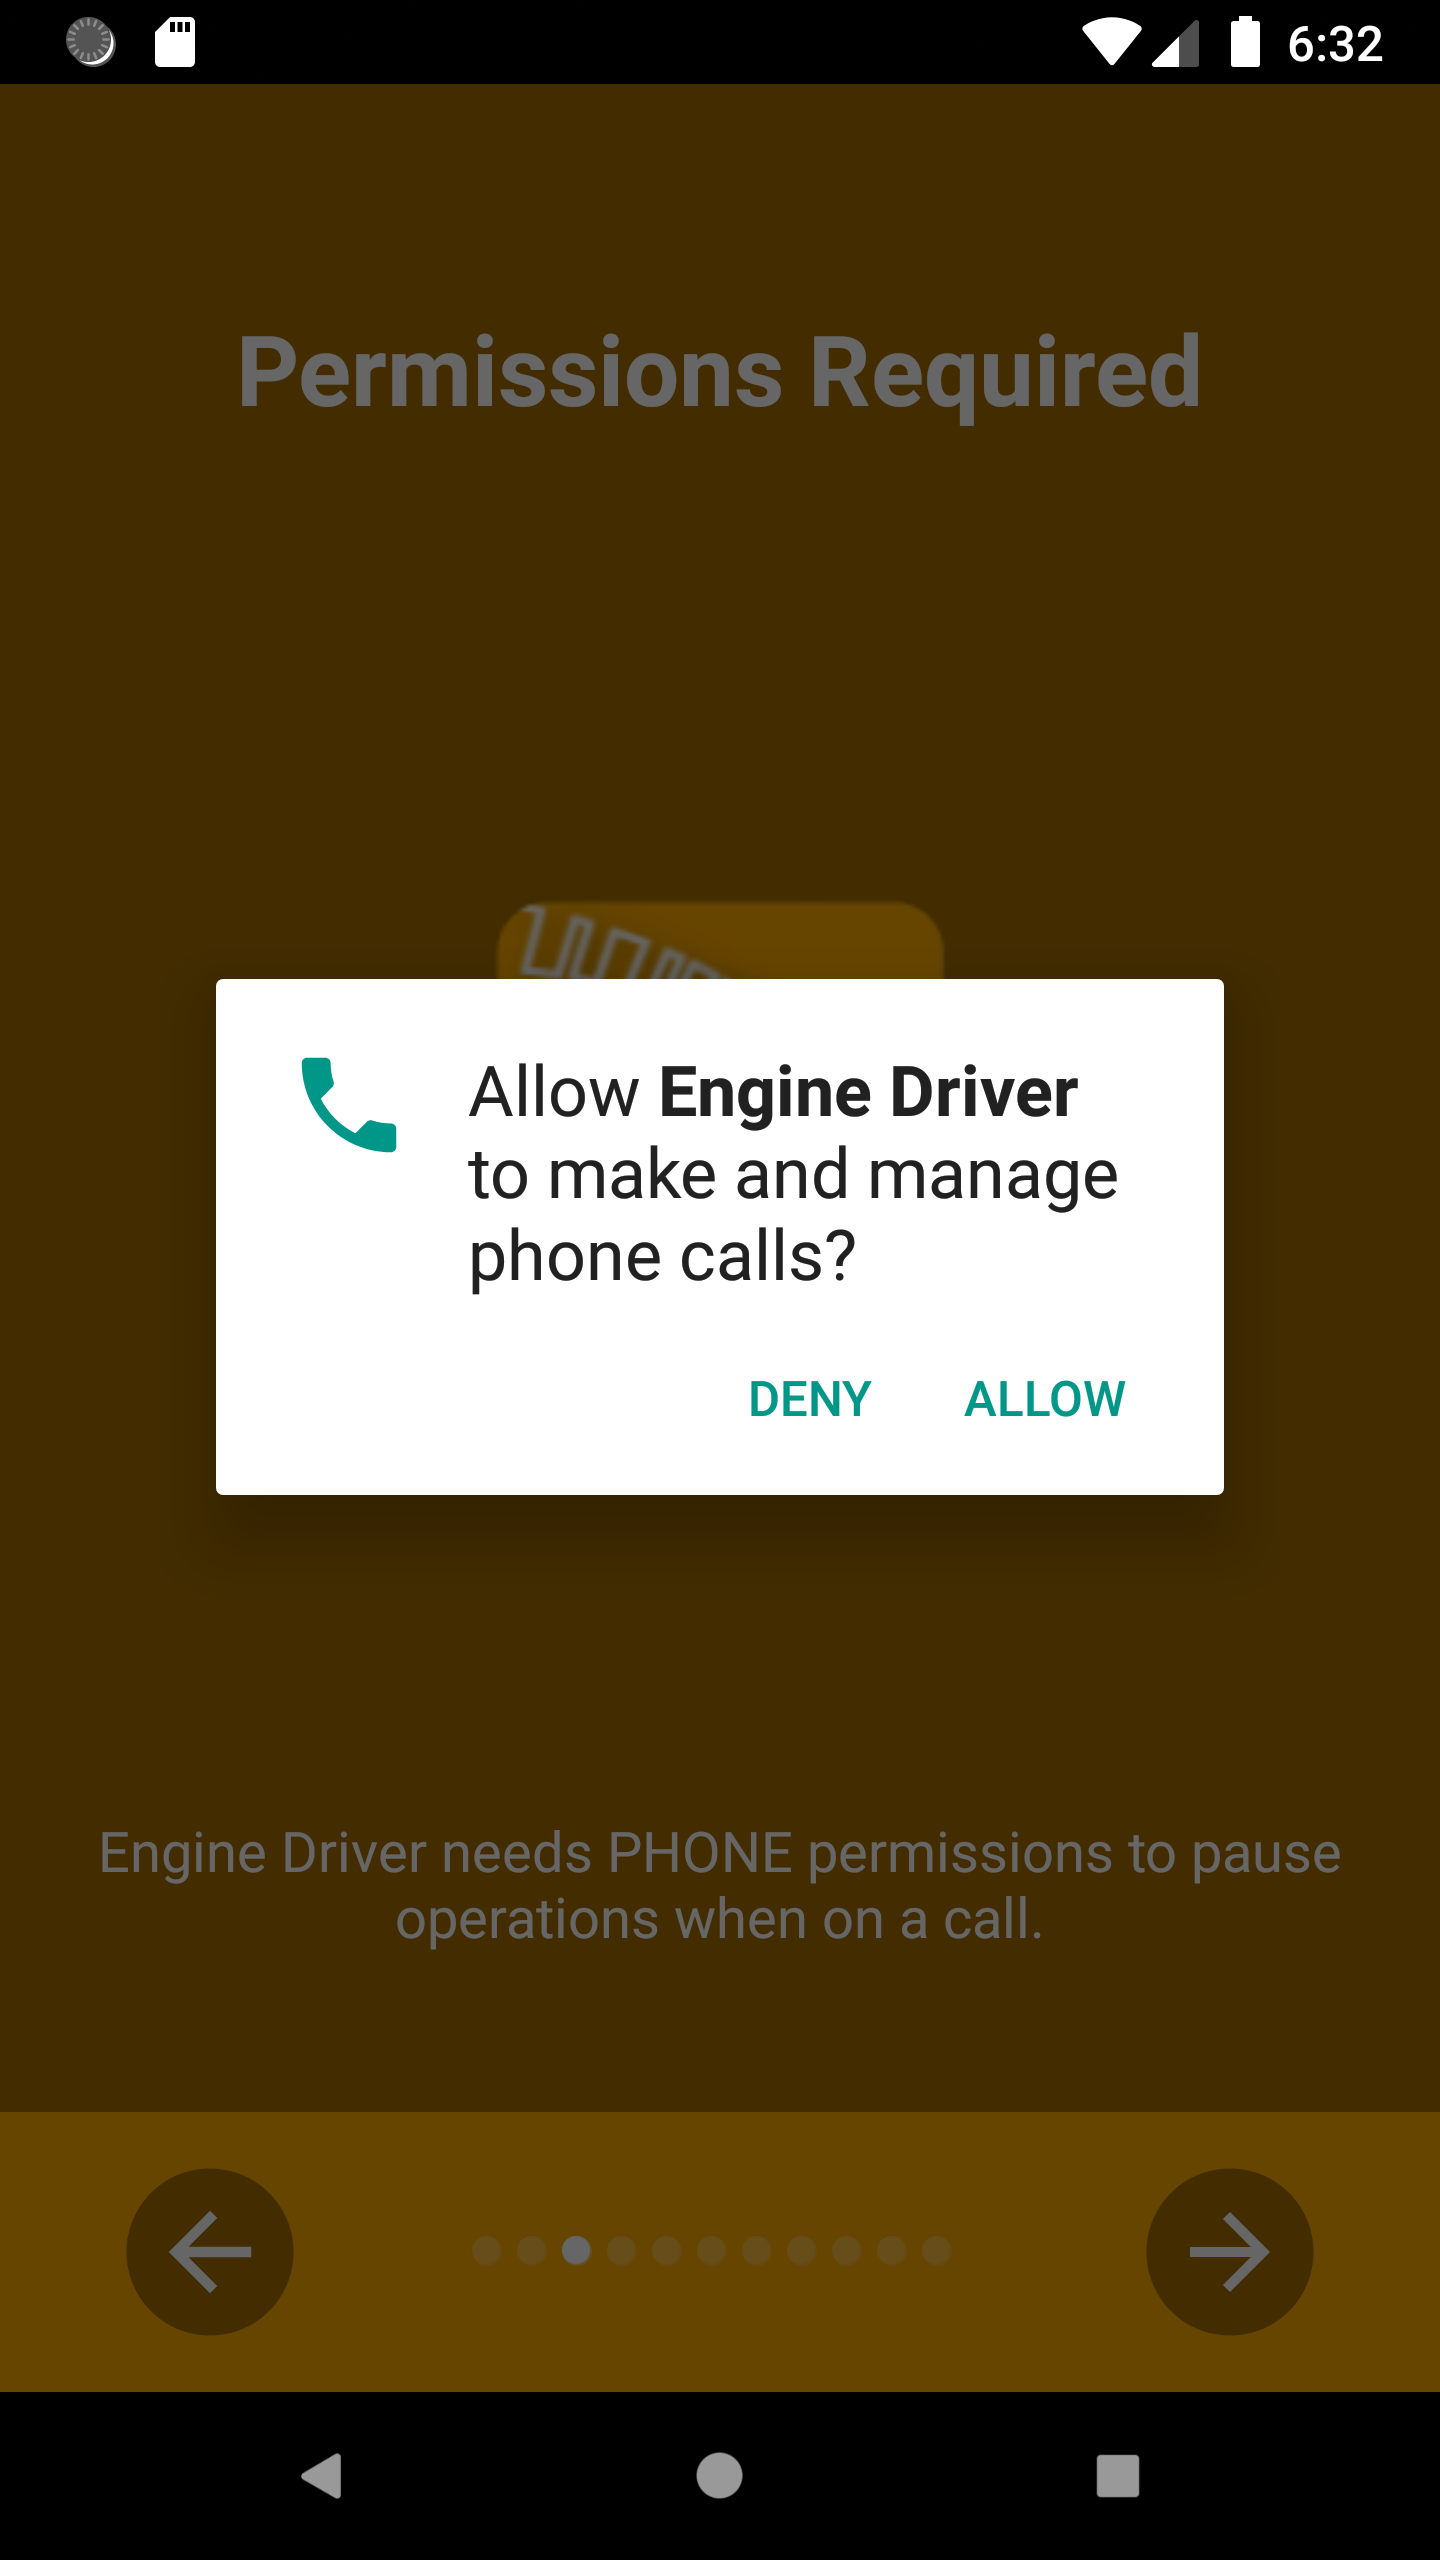 6:32
Permissions Required
Allow Engine Driver
to make and manage
phone calls?
DENY ALLOW
Engine Driver needs PHONE permissions to pause
operations when on a call.